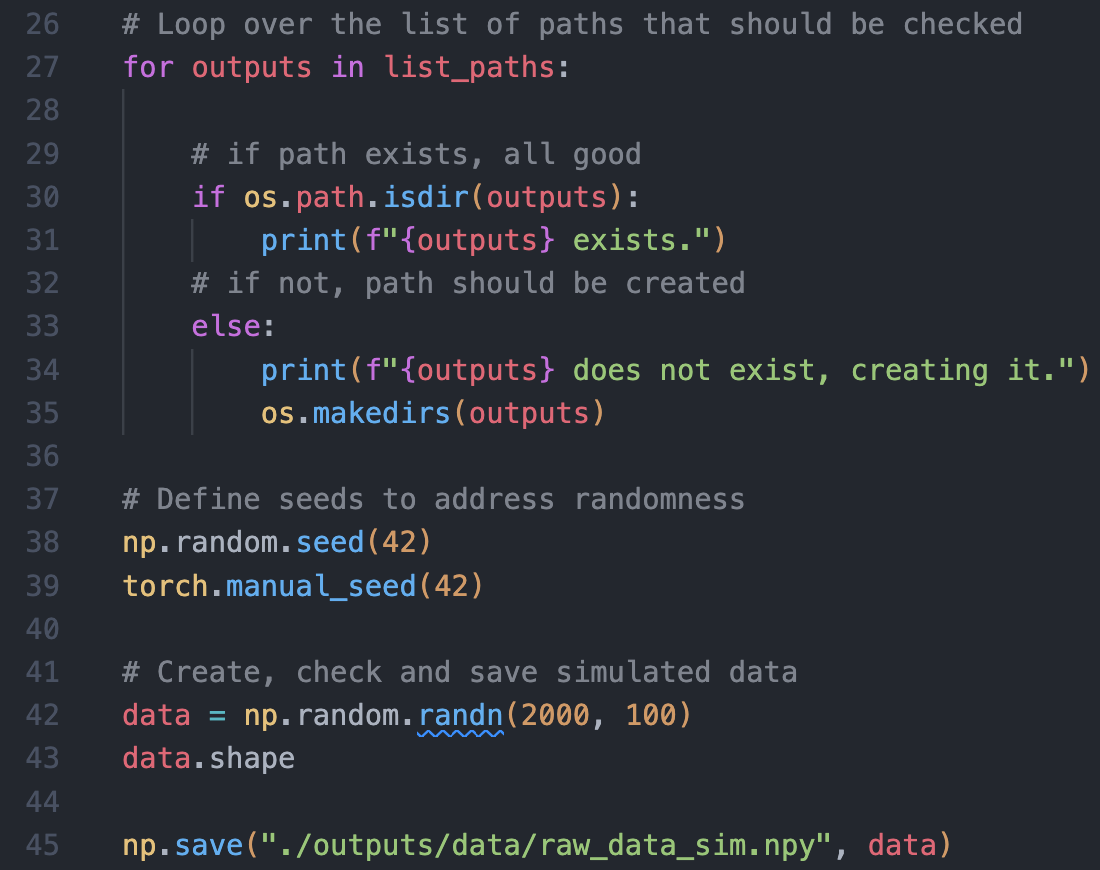 26 # Loop over the list of paths that should be checked
27 for outputs in list_paths:
28
29     # if path exists, all good
30     if os.path.isdir(outputs):
31         print(f"{outputs} exists.")
32     # if not, path should be created
33     else:
34         print(f"{outputs} does not exist, creating it.")
35         os.makedirs(outputs)
36
37 # Define seeds to address randomness
38 np.random.seed(42)
39 torch.manual_seed(42)
40
41 # Create, check and save simulated data
42 data = np.random.randn(2000, 100)
43 data.shape
44
45 np.save("./outputs/data/raw_data_sim.npy", data)